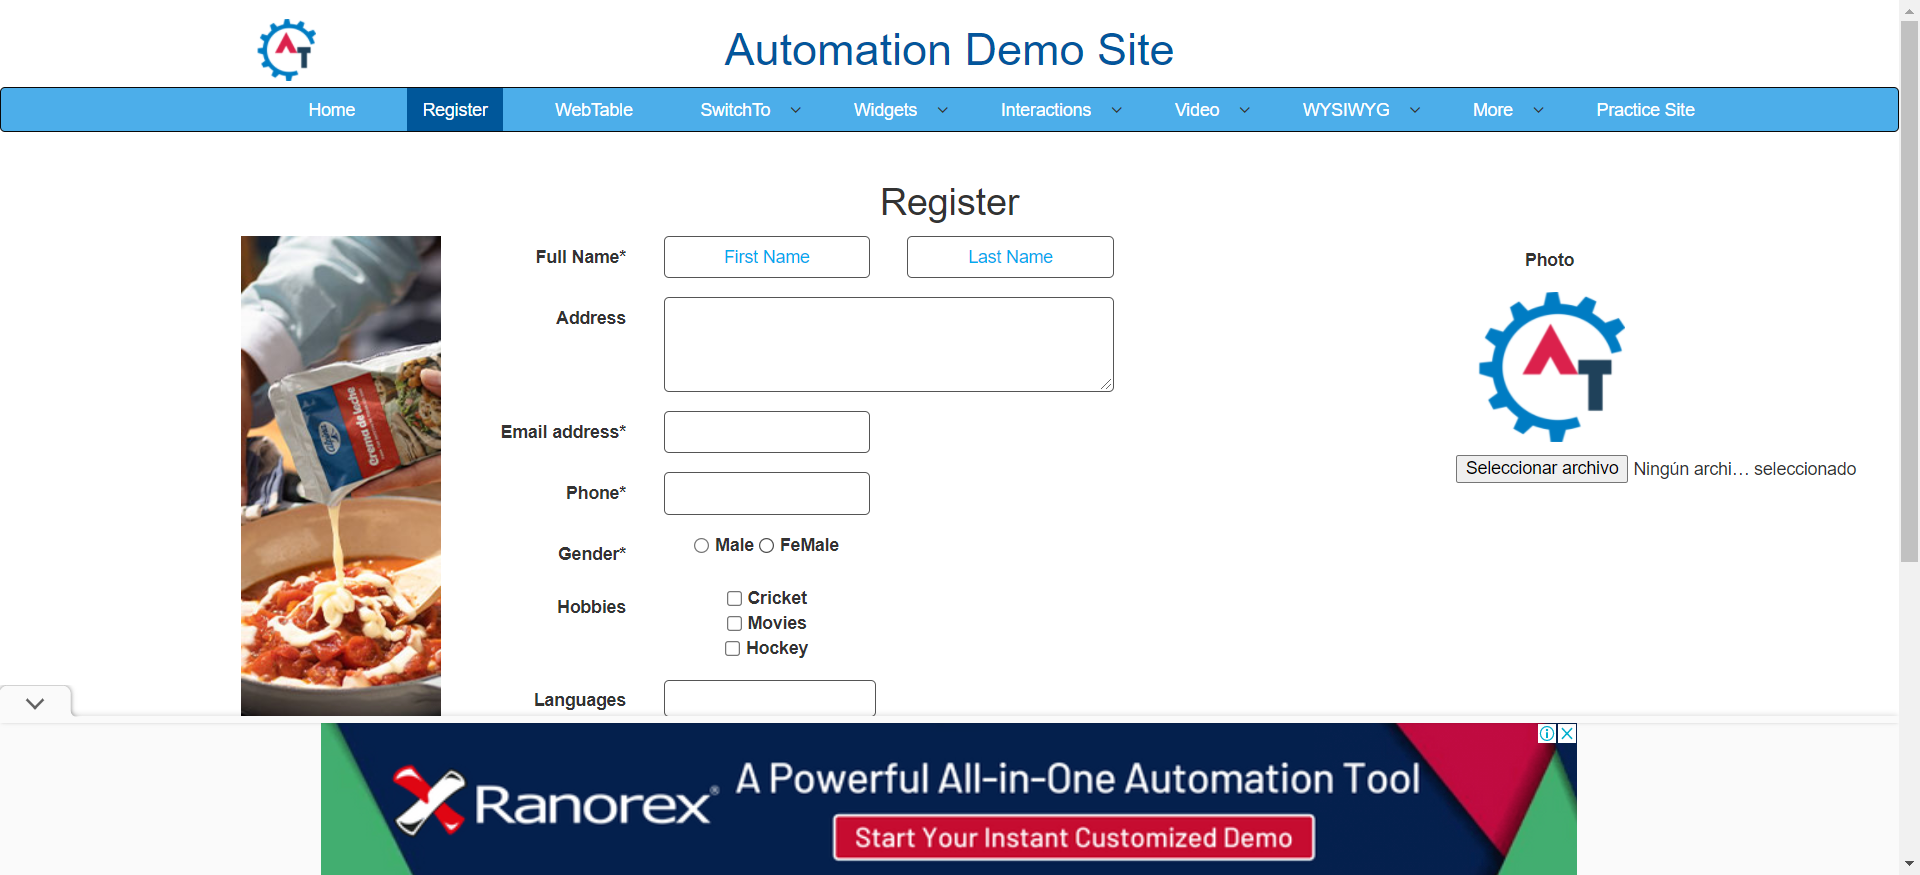 AT
Automation Demo Site
Home Register WebTable SwitchTo Widgets Interactions Video WYSIWYG More Practice Site
Register
Full Name* First Name Last Name
Photo
Address
AT
Email address*
Seleccionar archivo Ningún archi... seleccionado
Phone*
Gender* Male FeMale
Hobbies Cricket
Movies
Hockey
Languages
Crema de leche
Ranorex®
A Powerful All-in-One Automation Tool
Start Your Instant Customized Demo